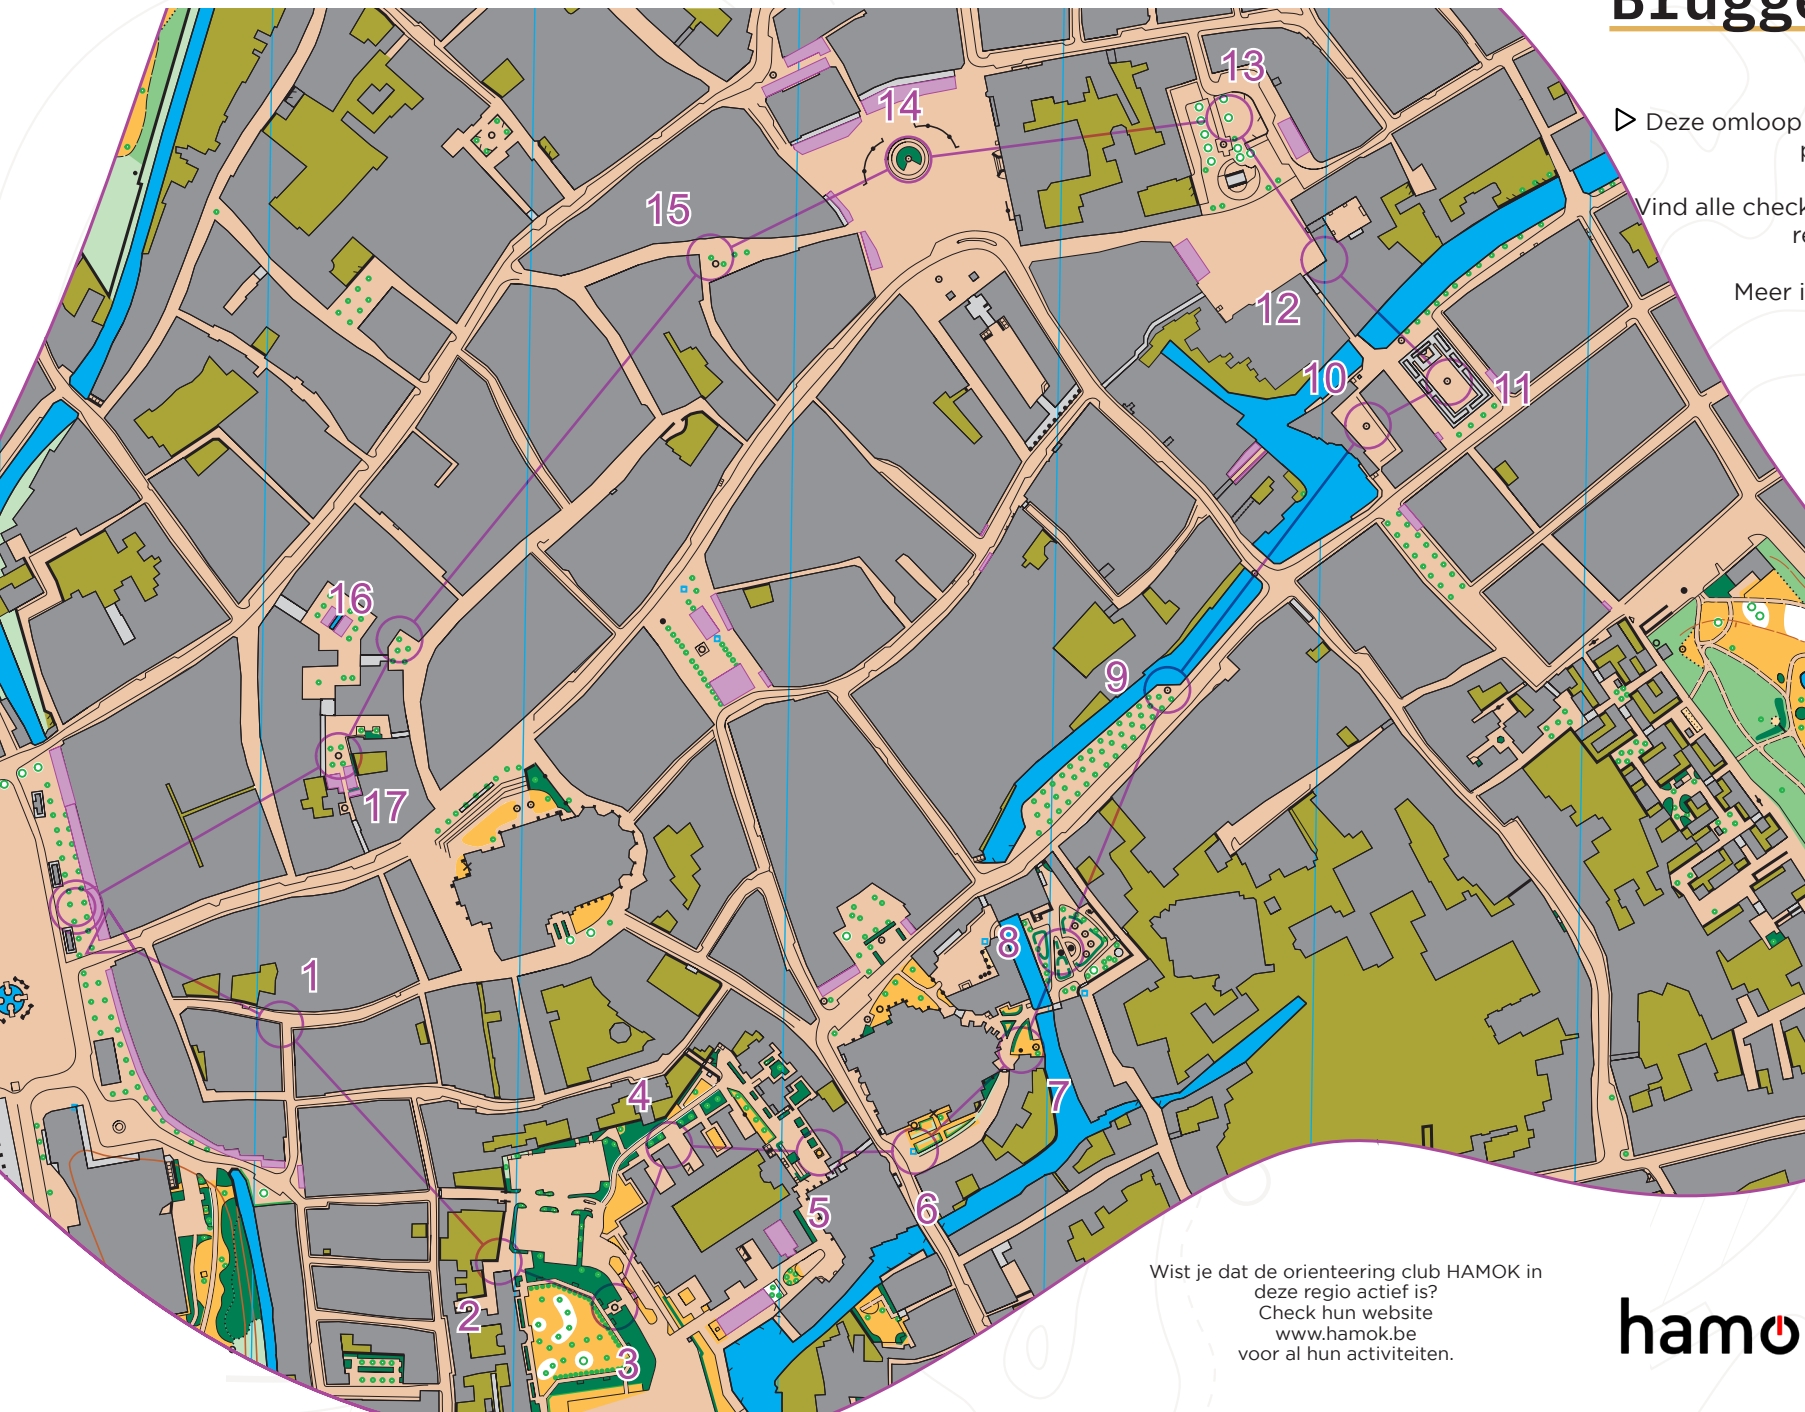 Brugge
Deze omloop
p
Vind alle check
re
Meer i
13
14
15
12
10
11
16
9
17
8
1
4
7
5
6
2
3
Wist je dat de orienteering club HAMOK in
deze regio actief is?
Check hun website
www.hamok.be
voor al hun activiteiten.
hamo